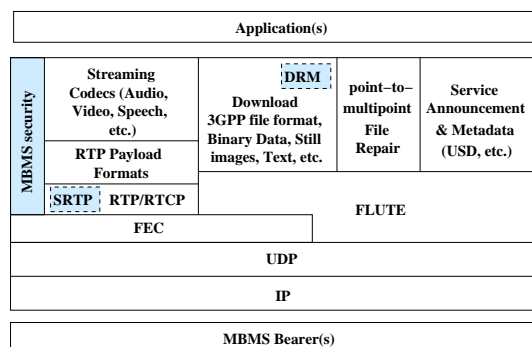 Application(s)
MBMS security
Streaming
Codecs (Audio,
Video, Speech,
etc.)
RTP Payload
Formats
SRTP RTP/RTCP
DRM
Download
3GPP file format,
Binary Data, Still
images, Text, etc.
point-to-
multipoint
File
Repair
Service
Announcement
& Metadata
(USD, etc.)
FLUTE
FEC
UDP
IP
MBMS Bearer(s)